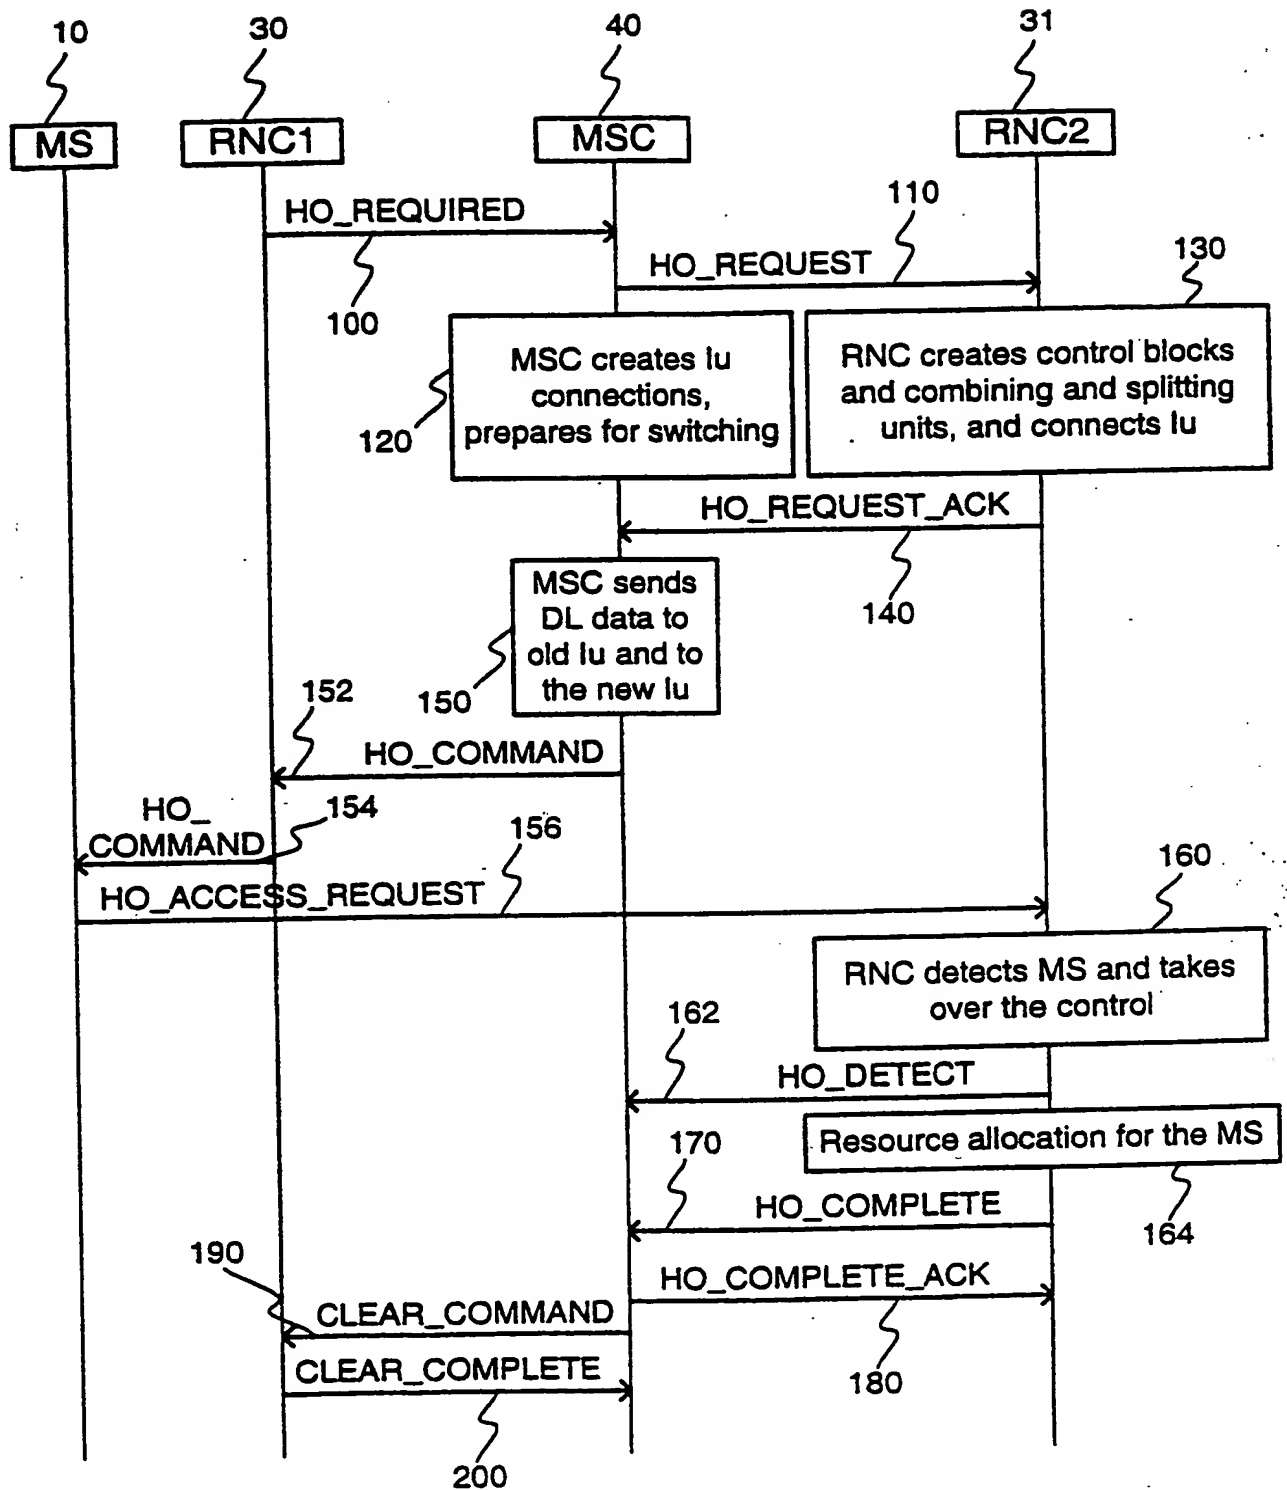 10
30
40
31
MS
RNC1
MSC
RNC2
HO_REQUIRED
110
100
HO_REQUEST
130
MSC creates Iu
connections,
prepares for switching
120
RNC creates control blocks
and combining and splitting
units, and connects Iu
HO_REQUEST_ACK
140
MSC sends
DL data to
old Iu and to
the new Iu
150
152
HO_COMMAND
HO_
COMMAND
154
156
HO_ACCESS_REQUEST
160
RNC detects MS and takes
over the control
162
HO_DETECT
Resource allocation for the MS
164
170
HO_COMPLETE
190
HO_COMPLETE_ACK
180
CLEAR_COMMAND
CLEAR_COMPLETE
200